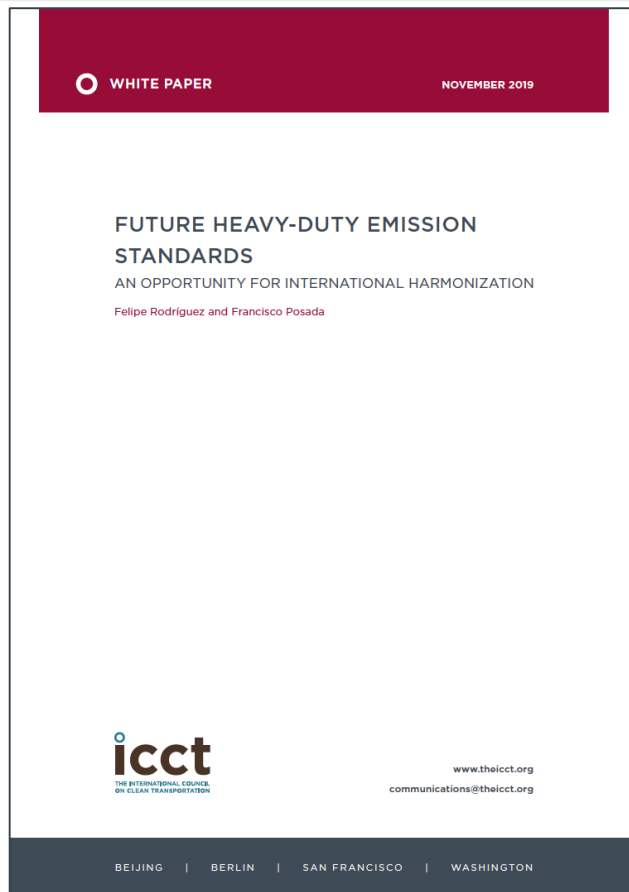 WHITE PAPER
NOVEMBER 2019
FUTURE HEAVY-DUTY EMISSION
STANDARDS
AN OPPORTUNITY FOR INTERNATIONAL HARMONIZATION
Felipe Rodríguez and Francisco Posada
icct
THE INTERNATIONAL COUNCIL
ON CLEAN TRANSPORTATION
www.theicct.org
communications@theicct.org
BEIJING | BERLIN | SAN FRANCISCO | WASHINGTON